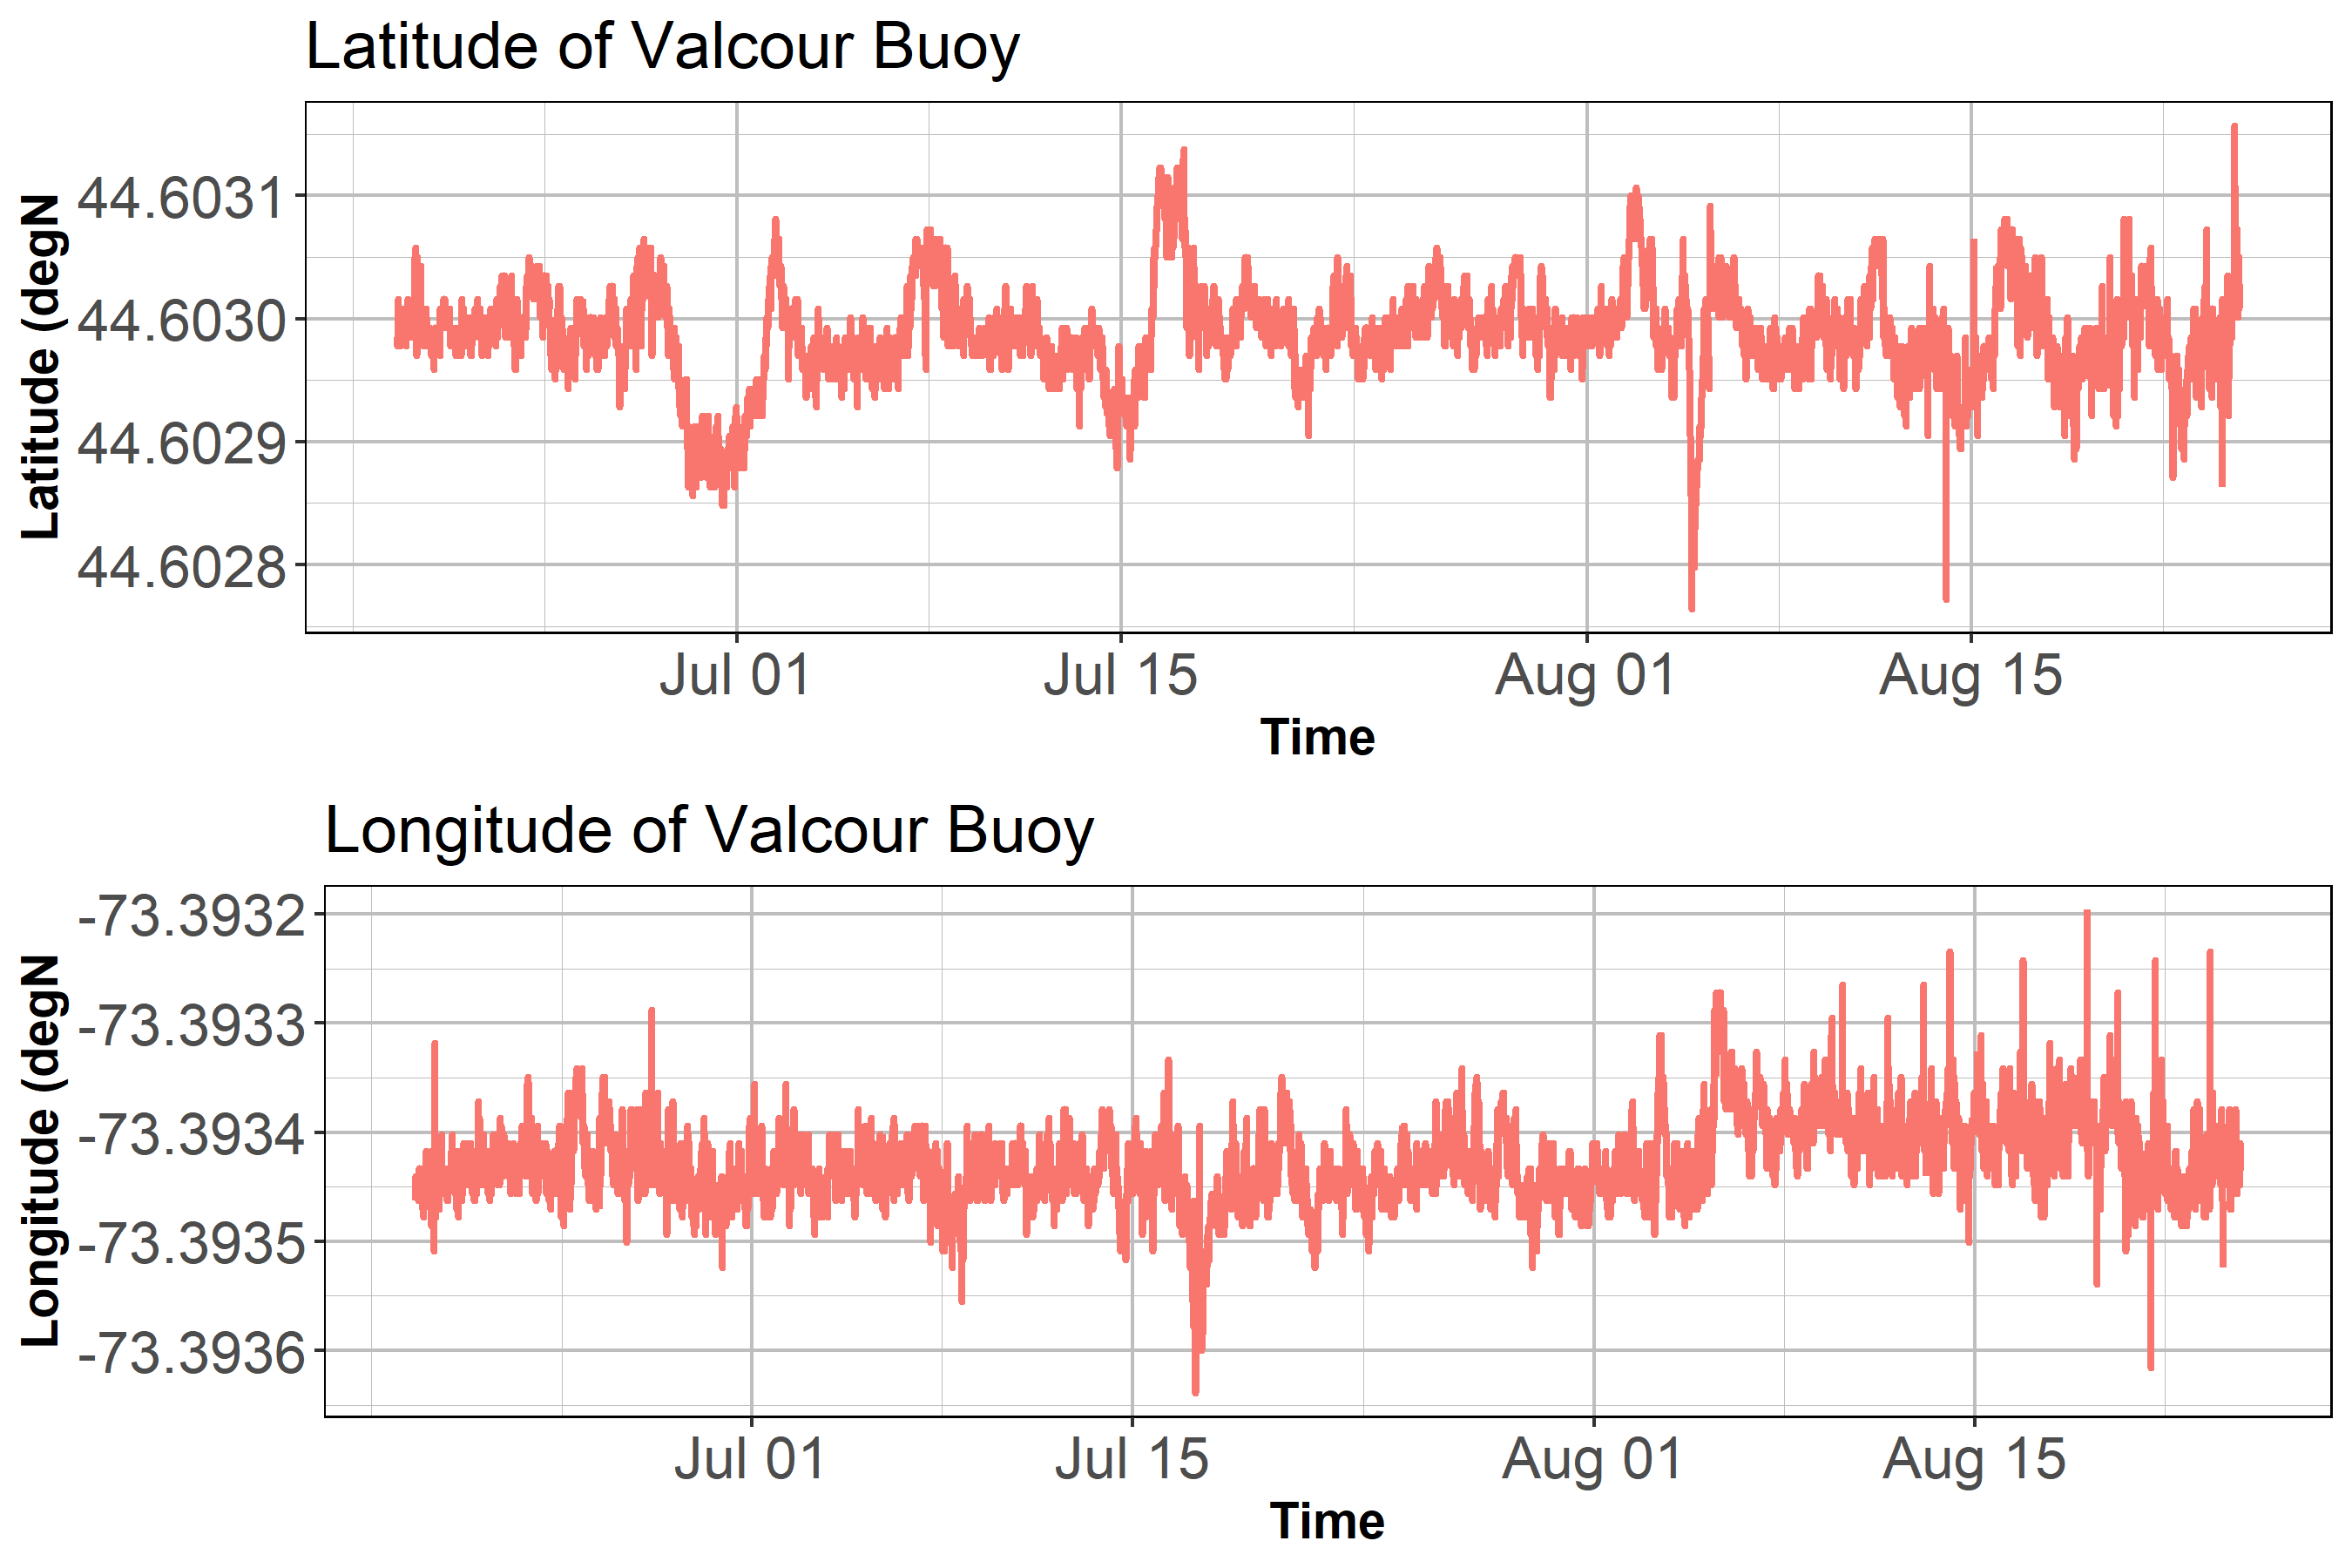 Latitude of Valcour Buoy
Latitude (degN
44.6031
44.6030
44.6029
44.6028
Jul 01 Jul 15 Aug 01 Aug 15
Time
Longitude of Valcour Buoy
Longitude (degN
-73.3932
-73.3933
-73.3934
-73.3935
-73.3936
Jul 01 Jul 15 Aug 01 Aug 15
Time